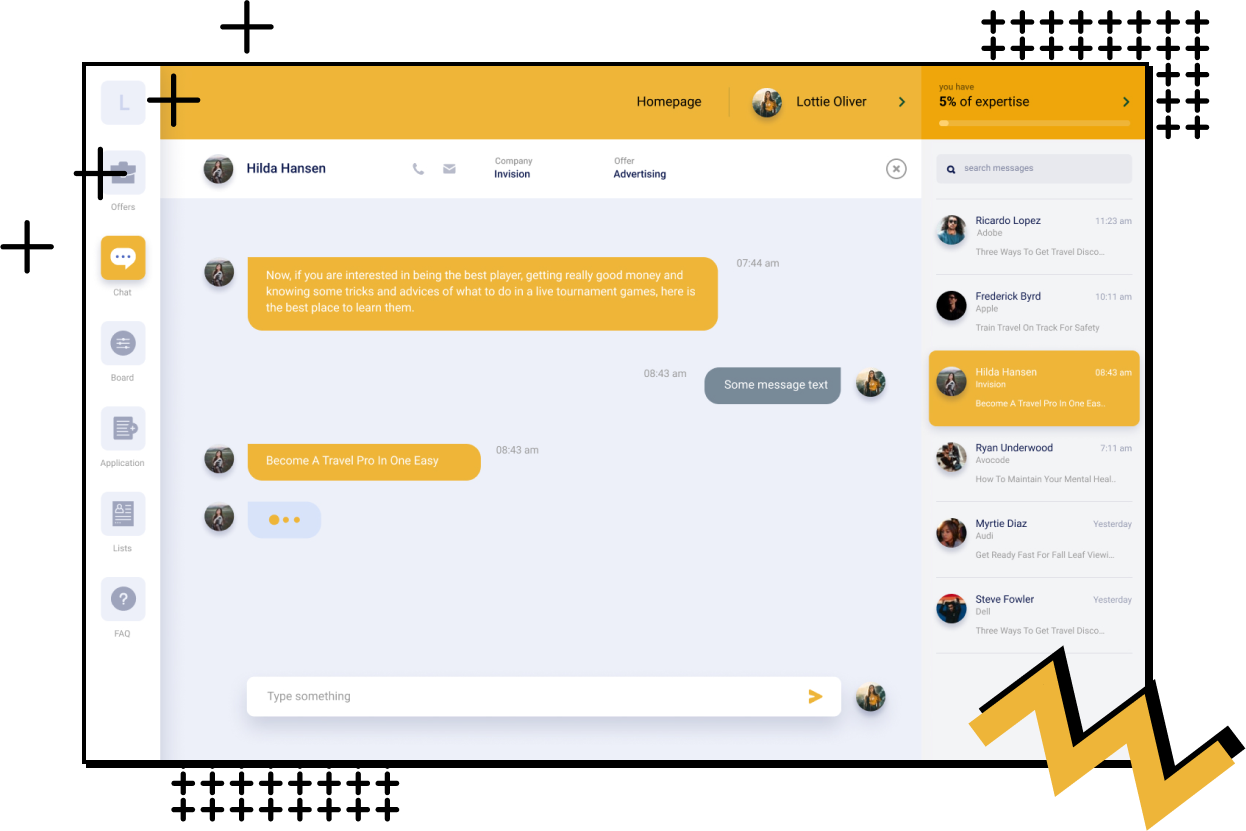 L
Homepage
Lottie Oliver
you have
5% of expertise
Offers
Chat
Board
Application
Lists
FAQ
Hilda Hansen
Company
Invision
Offer
Advertising
Now, if you are interested in being the best player, getting really good money and
knowing some tricks and advices of what to do in a live tournament games, here is
the best place to learn them.
07:44 am
08:43 am
Some message text
Become A Travel Pro In One Easy
08:43 am
Type something
search messages
Ricardo Lopez
11:23 am
Adobe
Three Ways To Get Travel Disco...
Frederick Byrd
10:11 am
Apple
Train Travel On Track For Safety
Hilda Hansen
08:43 am
Invision
Become A Travel Pro In One Eas..
Ryan Underwood
7:11 am
Avocode
How To Maintain Your Mental Heal..
Myrtie Diaz
Yesterday
Audi
Get Ready Fast For Fall Leaf Viewi...
Steve Fowler
Yesterday
Dell
Three Ways To Get Travel Disco...